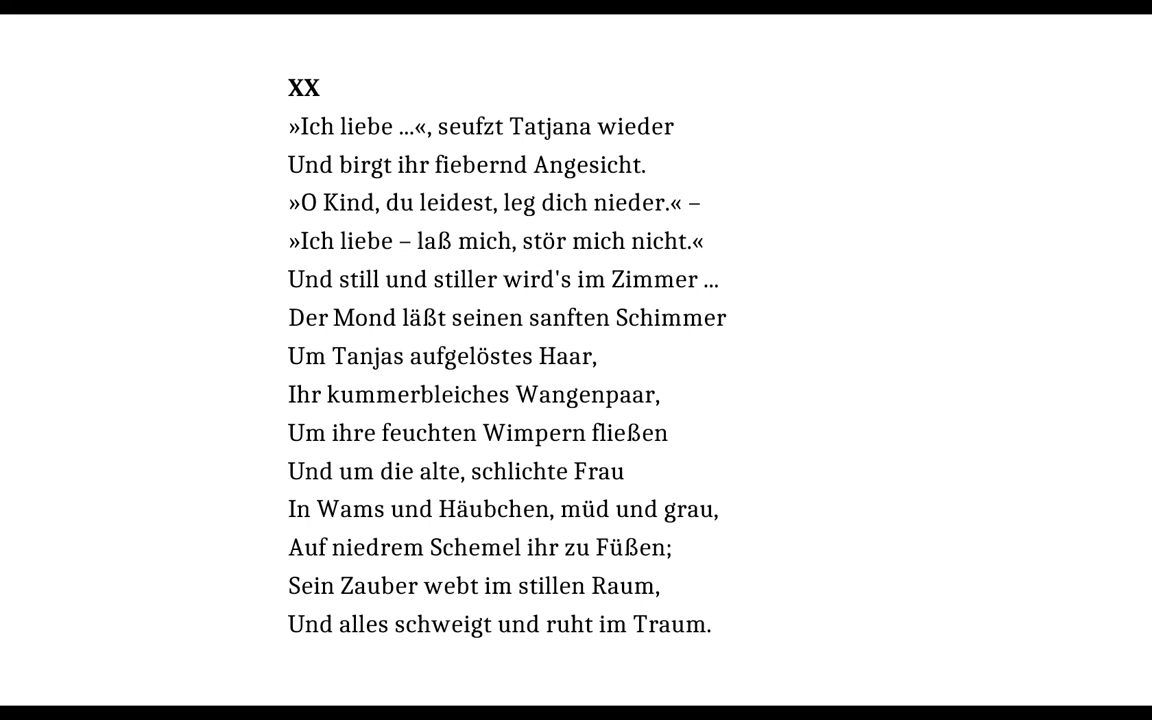 XX
»Ich liebe ...«, seufzt Tatjana wieder
Und birgt ihr fiebernd Angesicht.
»O Kind, du leidest, leg dich nieder.« –
»Ich liebe – laß mich, stör mich nicht.«
Und still und stiller wird's im Zimmer ...
Der Mond läßt seinen sanften Schimmer
Um Tanjas aufgelöstes Haar,
Ihr kummerbleiches Wangenpaar,
Um ihre feuchten Wimpern fließen
Und um die alte, schlichte Frau
In Wams und Häubchen, müd und grau,
Auf niedrem Schemel ihr zu Füßen;
Sein Zauber webt im stillen Raum,
Und alles schweigt und ruht im Traum.